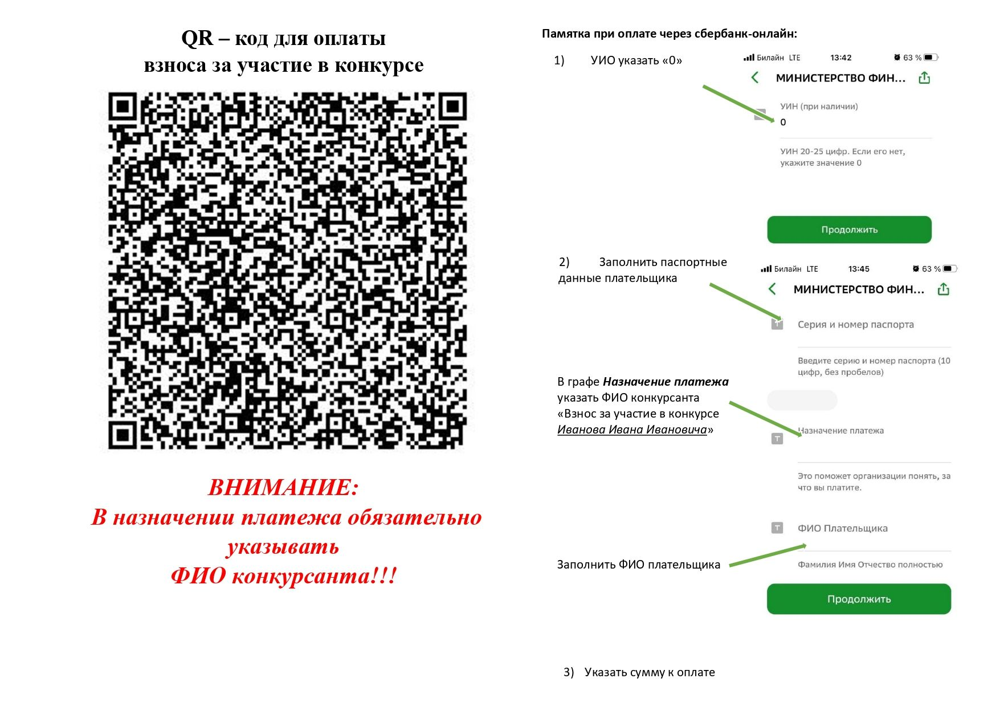 QR – код для оплаты
взноса за участие в конкурсе
ВНИМАНИЕ:
В назначении платежа обязательно
указывать
ФИО конкурсанта!!!
Памятка при оплате через сбербанк-онлайн:
1) УИО указать «0»
Билайн LTE 13:42 63 %
МИНИСТЕРСТВО ФИН...
УИН (при наличии)
0
УИН 20-25 цифр. Если его нет,
укажите значение 0
Продолжить
2) Заполнить паспортные
данные плательщика
Билайн LTE 13:45 63 %
МИНИСТЕРСТВО ФИН...
T Серия и номер паспорта
Введите серию и номер паспорта (10
цифр, без пробелов)
В графе Назначение платежа
указать ФИО конкурсанта
«Взнос за участие в конкурсе
Иванова Ивана Ивановича»
T Назначение платежа
Это поможет организации понять, за
что вы платите.
T ФИО Плательщика
Заполнить ФИО плательщика
Фамилия Имя Отчество полностью
Продолжить
3) Указать сумму к оплате